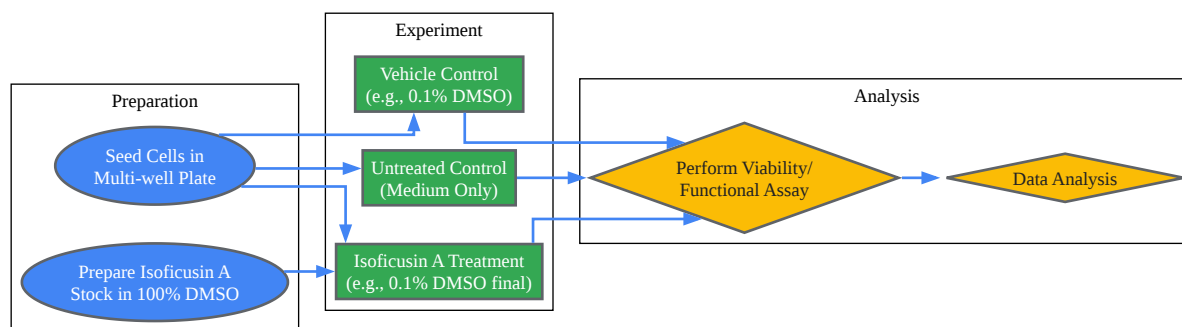 Preparation
Seed Cells in
Multi-well Plate
Prepare Isoficusin A
Stock in 100% DMSO
Experiment
Vehicle Control
(e.g., 0.1% DMSO)
Untreated Control
(Medium Only)
Isoficusin A Treatment
(e.g., 0.1% DMSO final)
Analysis
Perform Viability/
Functional Assay
Data Analysis